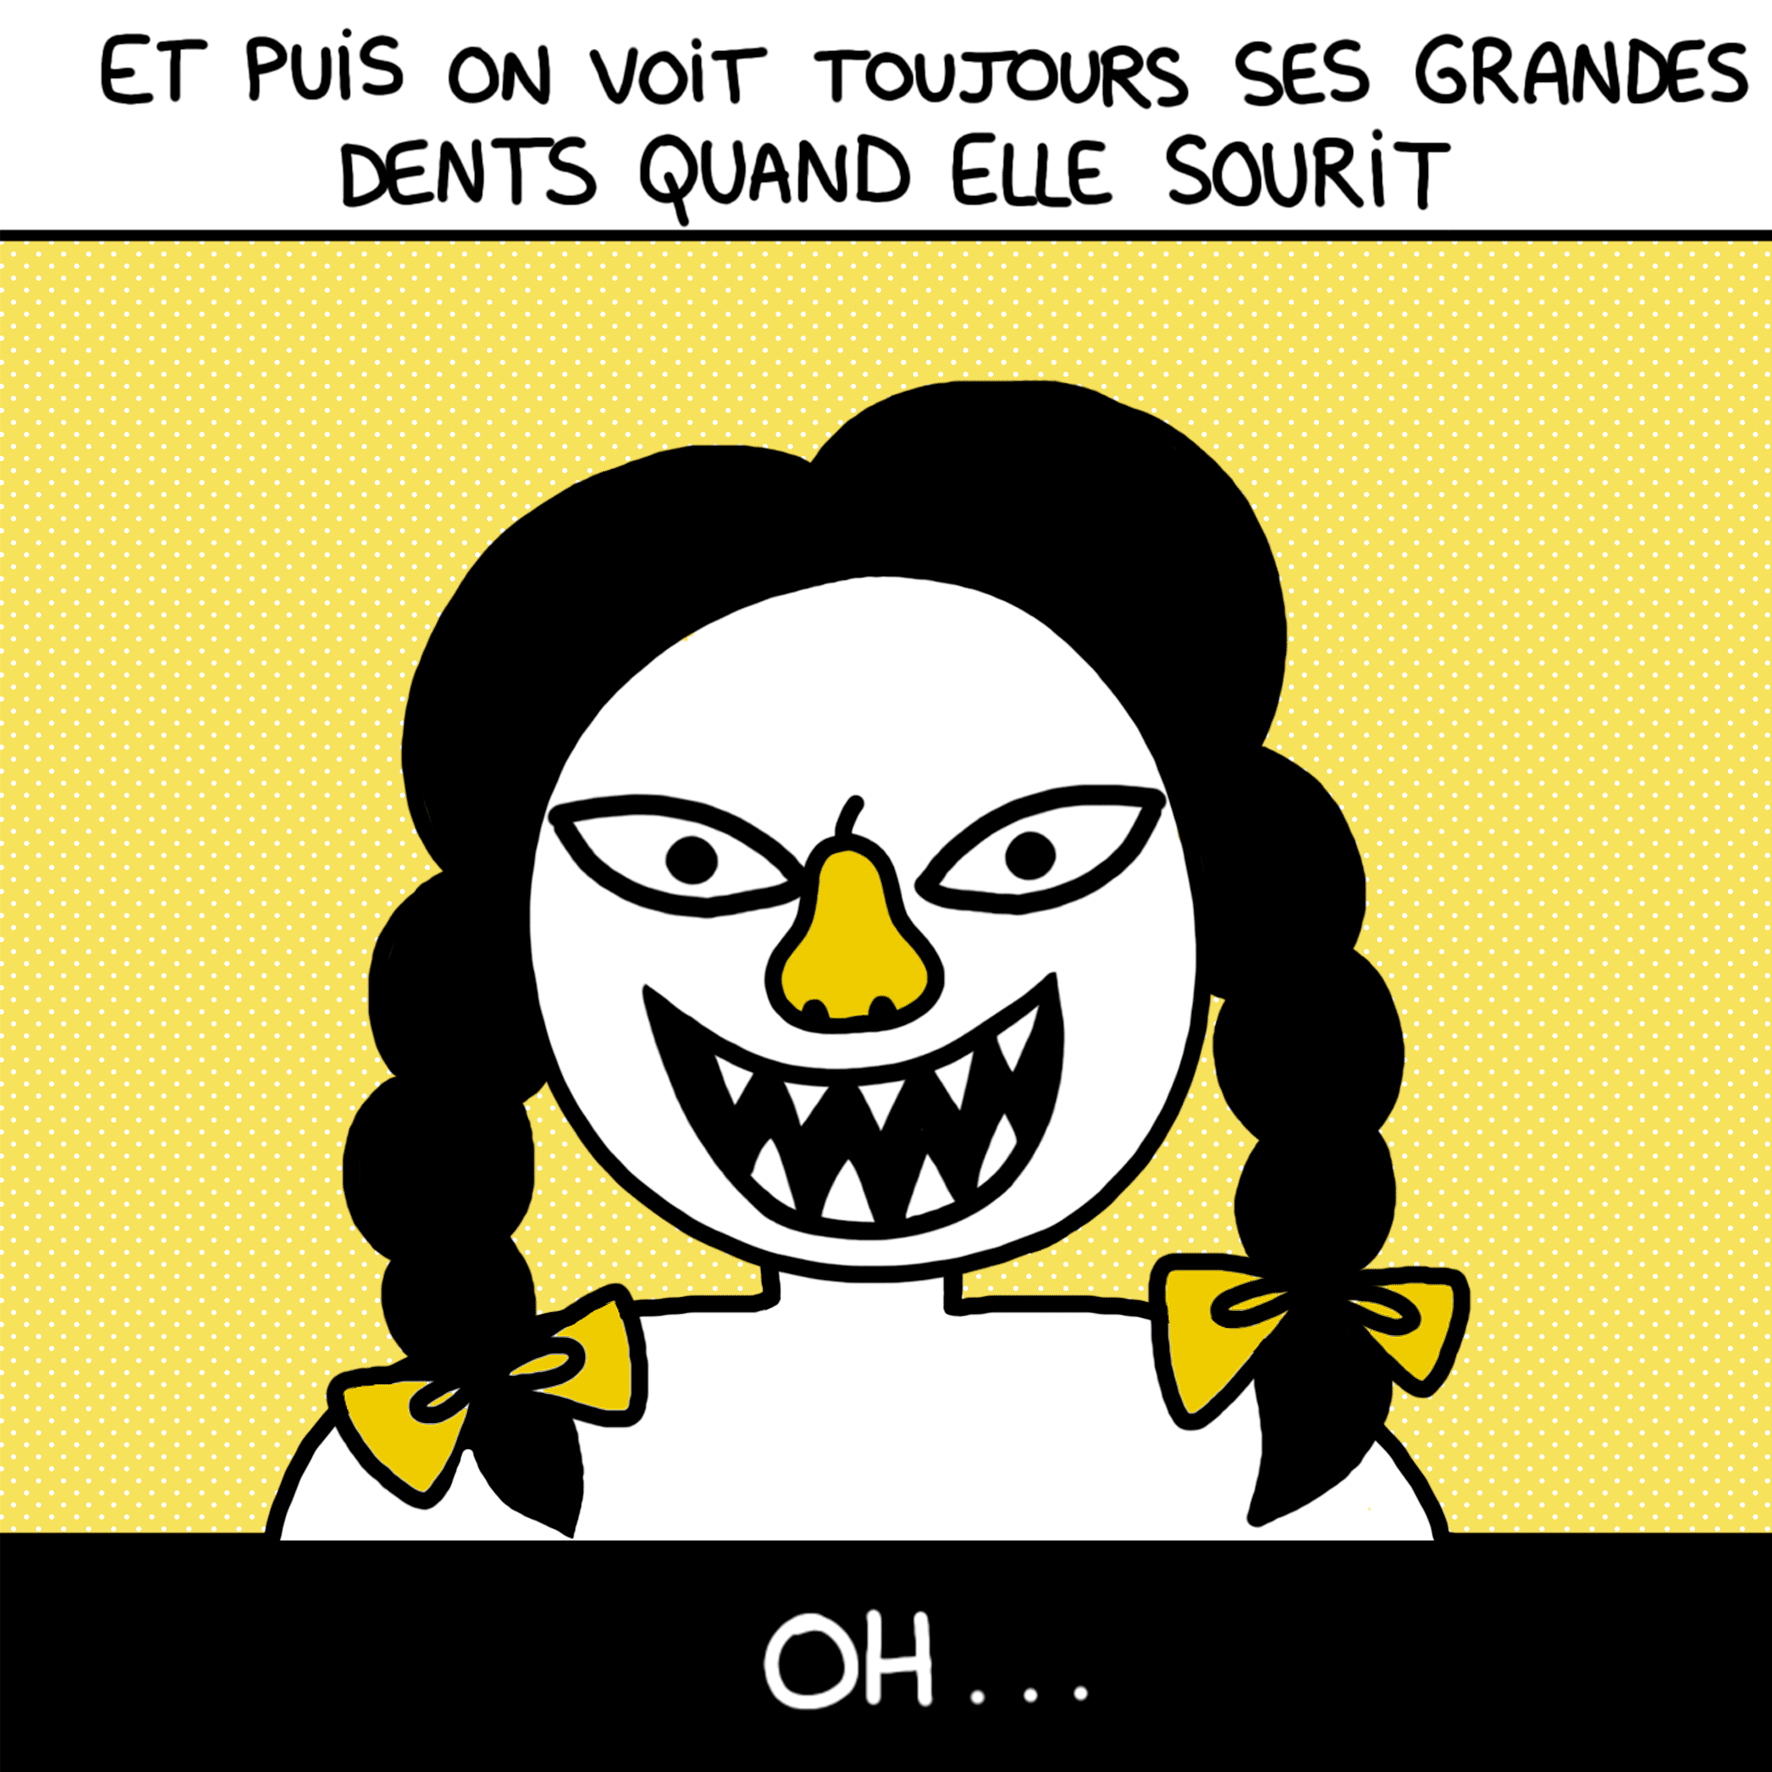 ET PUIS ON VOIT TOUJOURS SES GRANDES
DENTS QUAND ELLE SOURIT
OH...